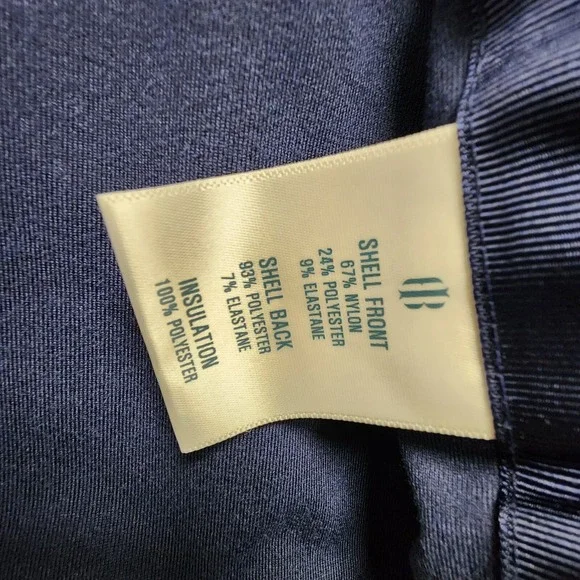 SHELL FRONT
67% NYLON
24% POLYESTER
9% ELASTANE
SHELL BACK
93% POLYESTER
7% ELASTANE
INSULATION
100% POLYESTER